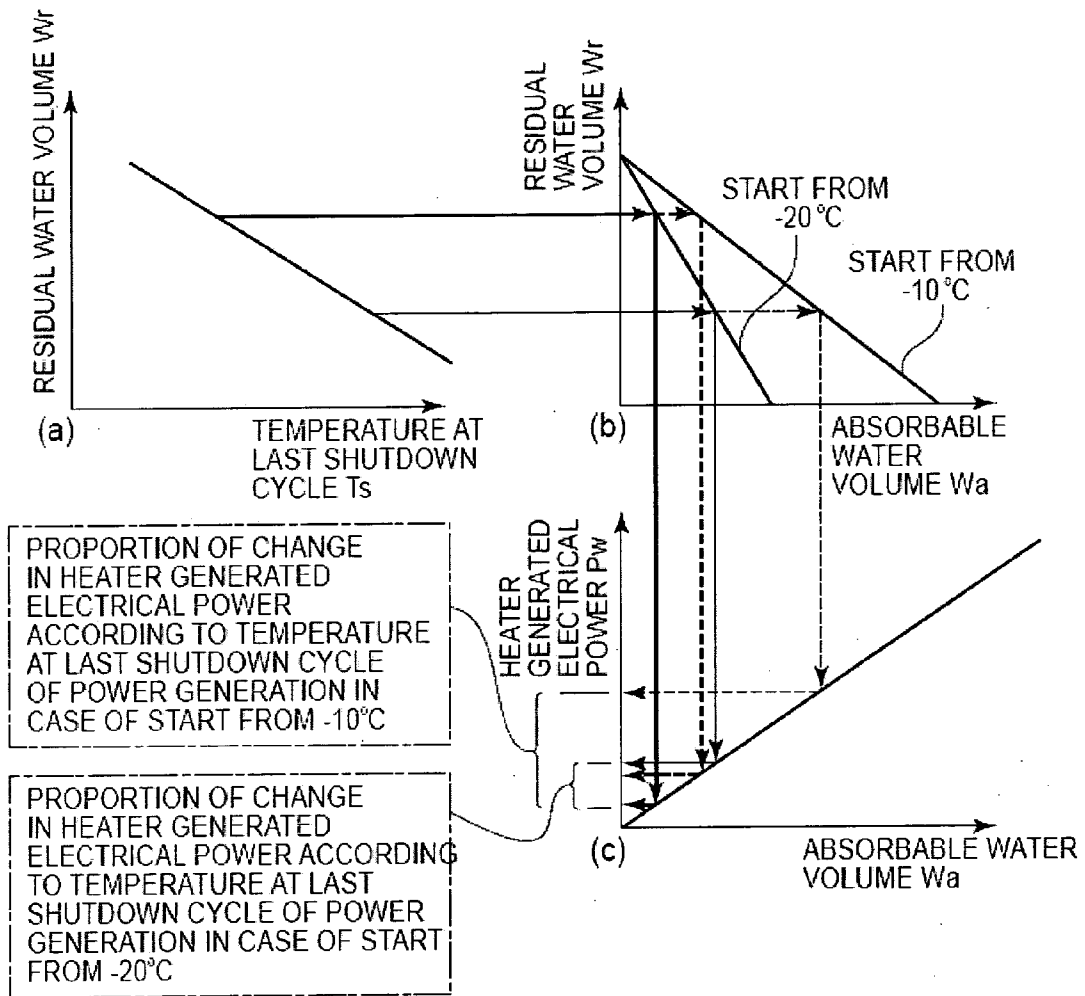 RESIDUAL WATER VOLUME Wr
(a)
TEMPERATURE AT
LAST SHUTDOWN
CYCLE Ts
RESIDUAL
WATER
VOLUME Wr
START FROM
-20°C
START FROM
-10°C
(b)
ABSORBABLE
WATER
VOLUME Wa
PROPORTION OF CHANGE
IN HEATER GENERATED
ELECTRICAL POWER
ACCORDING TO TEMPERATURE
AT LAST SHUTDOWN CYCLE
OF POWER GENERATION IN
CASE OF START FROM -10°C
PROPORTION OF CHANGE
IN HEATER GENERATED
ELECTRICAL POWER ACCORDING
TO TEMPERATURE AT LAST
SHUTDOWN CYCLE OF POWER
GENERATION IN CASE OF START
FROM -20°C
HEATER
GENERATED
ELECTRICAL
POWER Pw
(c)
ABSORBABLE WATER
VOLUME Wa